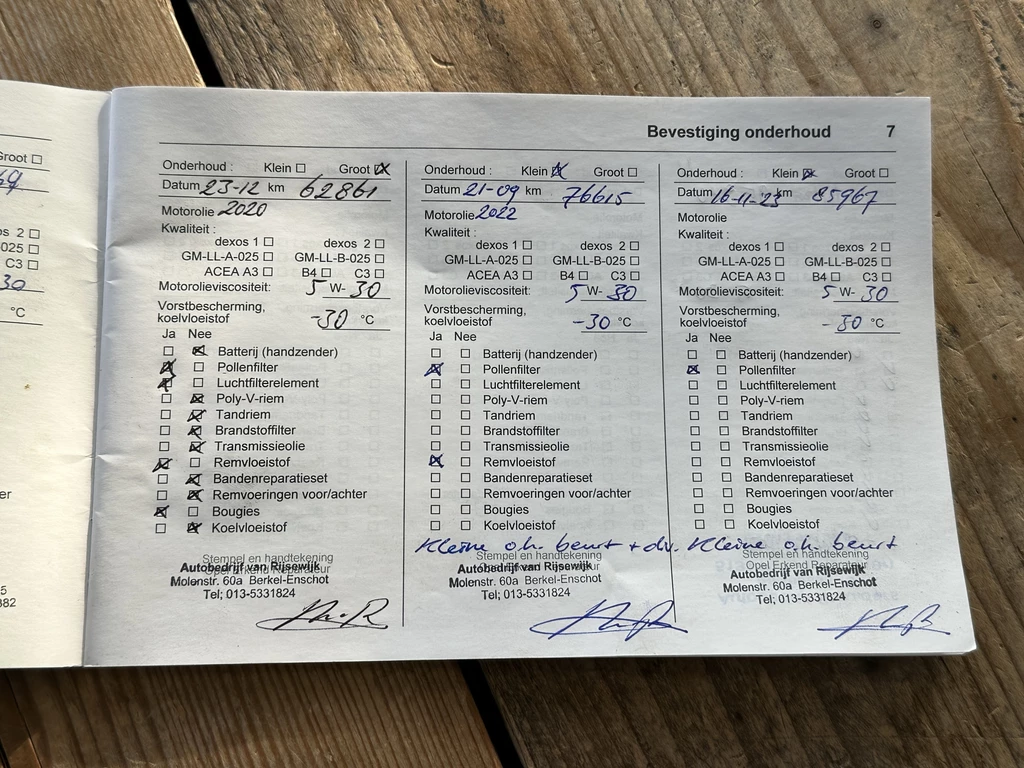 Bevestiging onderhoud 7
Groot ☐
69
os 2 ☐
-025 ☐
C3 ☐
30
°C
er
5
382
Onderhoud : Klein ☐ Groot ☒
Datum 23-12 km 62861
Motorolie 2020
Kwaliteit :
dexos 1 ☐ dexos 2 ☐
GM-LL-A-025 ☐ GM-LL-B-025 ☐
ACEA A3 ☐ B4 ☐ C3 ☐
Motorolieviscositeit: 5 W- 30
Vorstbescherming,
koelvloeistof -30 °C
Ja Nee
☐ ☒ Batterij (handzender)
☒ ☐ Pollenfilter
☒ ☐ Luchtfilterelement
☐ ☒ Poly-V-riem
☐ ☒ Tandriem
☐ ☒ Brandstoffilter
☐ ☒ Transmissieolie
☒ ☐ Remvloeistof
☐ ☒ Bandenreparatieset
☐ ☒ Remvoeringen voor/achter
☒ ☐ Bougies
☐ ☒ Koelvloeistof
Stempel en handtekening
Opel Erkend Reparateur
Autobedrijf van Rijsewijk
Molenstr. 60a Berkel-Enschot
Tel; 013-5331824
Onderhoud : Klein ☒ Groot ☐
Datum 21-09 km 76615
Motorolie 2022
Kwaliteit :
dexos 1 ☐ dexos 2 ☐
GM-LL-A-025 ☐ GM-LL-B-025 ☐
ACEA A3 ☐ B4 ☐ C3 ☐
Motorolieviscositeit: 5 W- 30
Vorstbescherming,
koelvloeistof -30 °C
Ja Nee
☐ ☐ Batterij (handzender)
☒ ☐ Pollenfilter
☐ ☐ Luchtfilterelement
☐ ☐ Poly-V-riem
☐ ☐ Tandriem
☐ ☐ Brandstoffilter
☐ ☐ Transmissieolie
☒ ☐ Remvloeistof
☐ ☐ Bandenreparatieset
☐ ☐ Remvoeringen voor/achter
☐ ☐ Bougies
☐ ☐ Koelvloeistof
Kleine o.h. beurt + div.
Stempel en handtekening
Opel Erkend Reparateur
Autobedrijf van Rijsewijk
Molenstr. 60a Berkel-Enschot
Tel; 013-5331824
Onderhoud : Klein ☒ Groot ☐
Datum 16-11-23 km 85967
Motorolie
Kwaliteit :
dexos 1 ☐ dexos 2 ☐
GM-LL-A-025 ☐ GM-LL-B-025 ☐
ACEA A3 ☐ B4 ☐ C3 ☐
Motorolieviscositeit: 5 W- 30
Vorstbescherming,
koelvloeistof -30 °C
Ja Nee
☐ ☐ Batterij (handzender)
☒ ☐ Pollenfilter
☐ ☐ Luchtfilterelement
☐ ☐ Poly-V-riem
☐ ☐ Tandriem
☐ ☐ Brandstoffilter
☐ ☐ Transmissieolie
☐ ☐ Remvloeistof
☐ ☐ Bandenreparatieset
☐ ☐ Remvoeringen voor/achter
☐ ☐ Bougies
☐ ☐ Koelvloeistof
Kleine o.h. beurt
Stempel en handtekening
Opel Erkend Reparateur
Autobedrijf van Rijsewijk
Molenstr. 60a Berkel-Enschot
Tel; 013-5331824